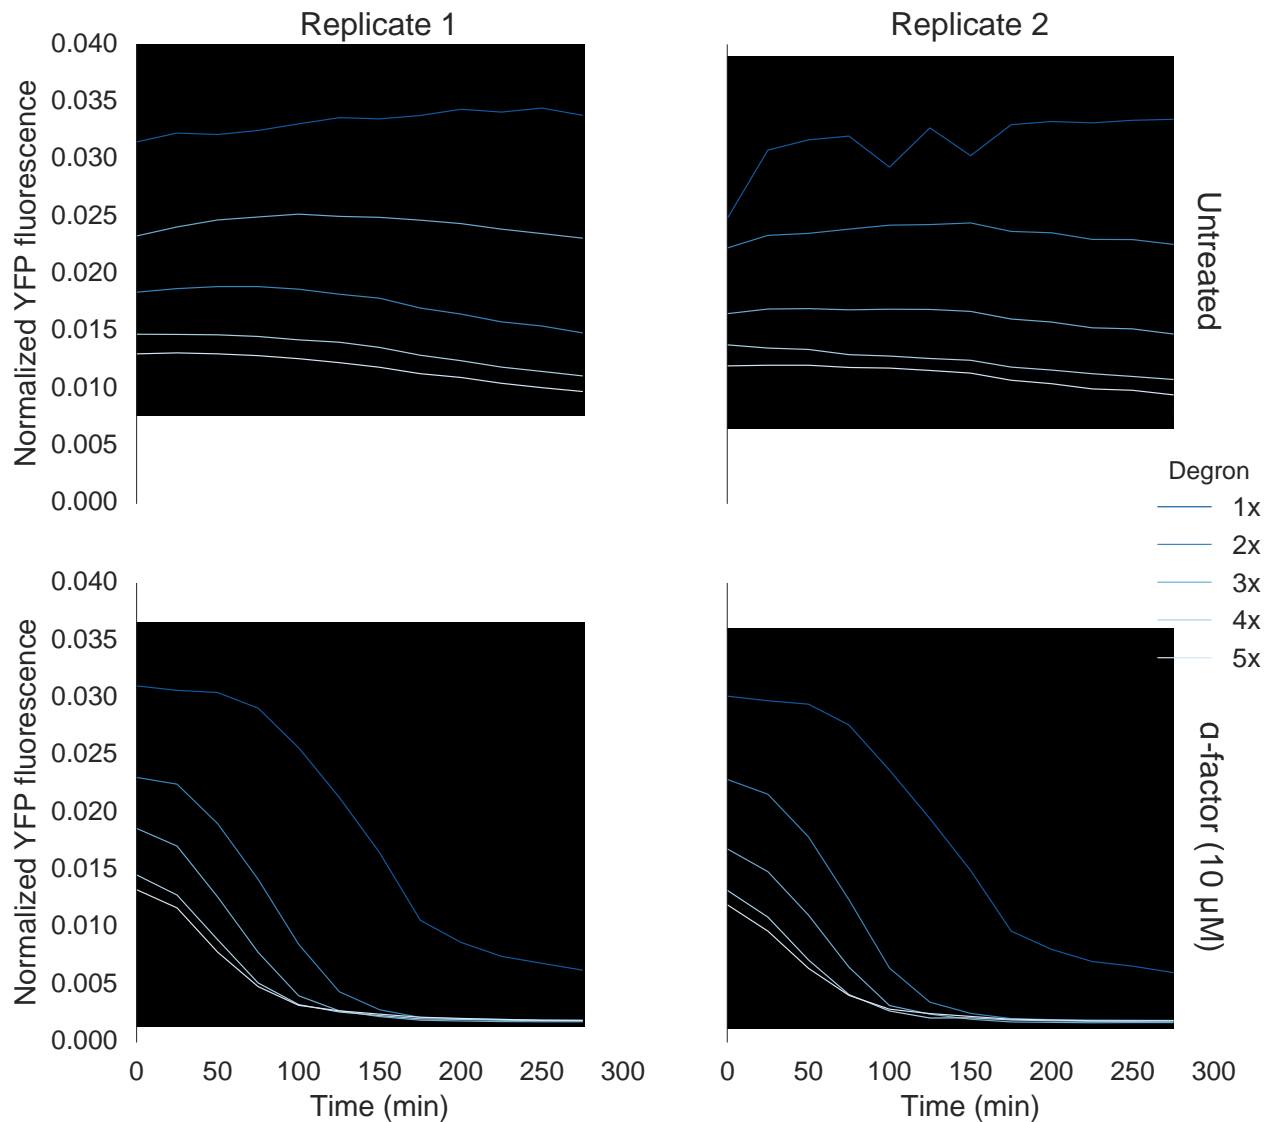 Replicate 1
Replicate 2
0.040
0.035
0.030
0.025
0.020
0.015
0.010
0.005
0.000
Normalized YFP fluorescence
Untreated
Degron
1x
2x
3x
4x
5x
0.040
0.035
0.030
0.025
0.020
0.015
0.010
0.005
0.000
Normalized YFP fluorescence
α-factor (10 μM)
0 50 100 150 200 250 300
0 50 100 150 200 250 300
Time (min)
Time (min)